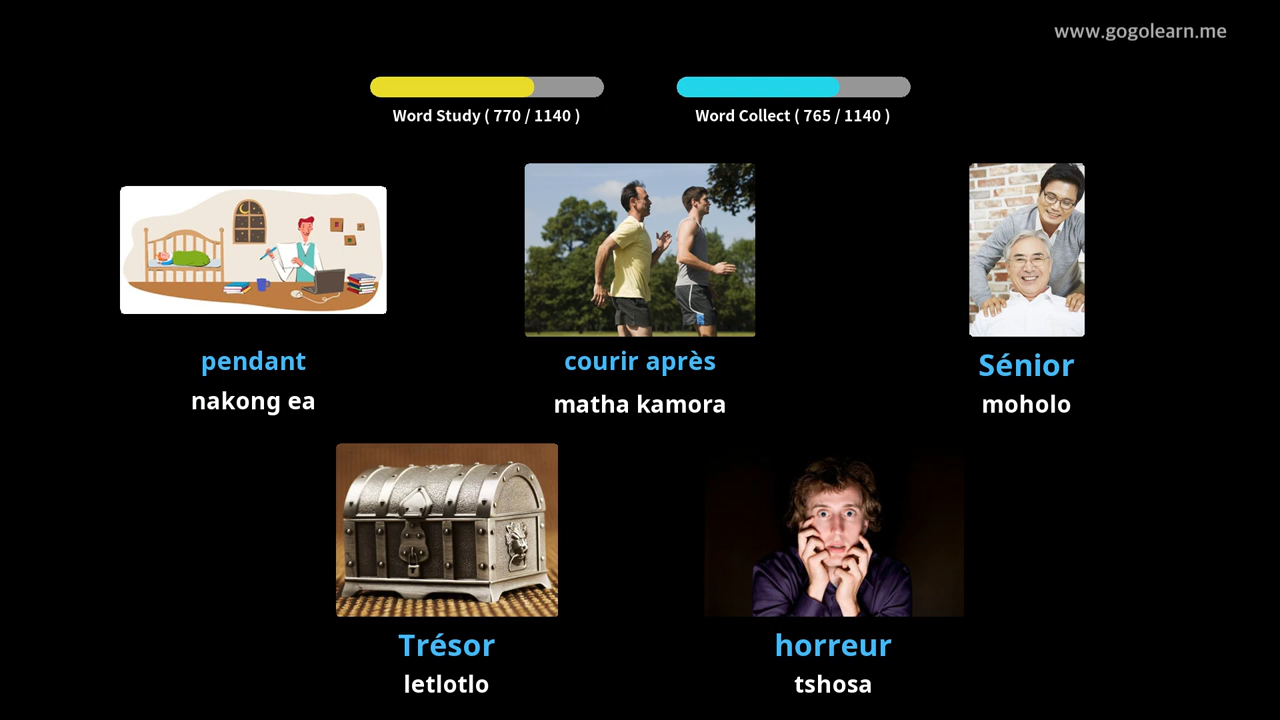 www.gogolearn.me
Word Study ( 770 / 1140 )
Word Collect ( 765 / 1140 )
pendant
nakong ea
courir après
matha kamora
Sénior
moholo
Trésor
letlotlo
horreur
tshosa